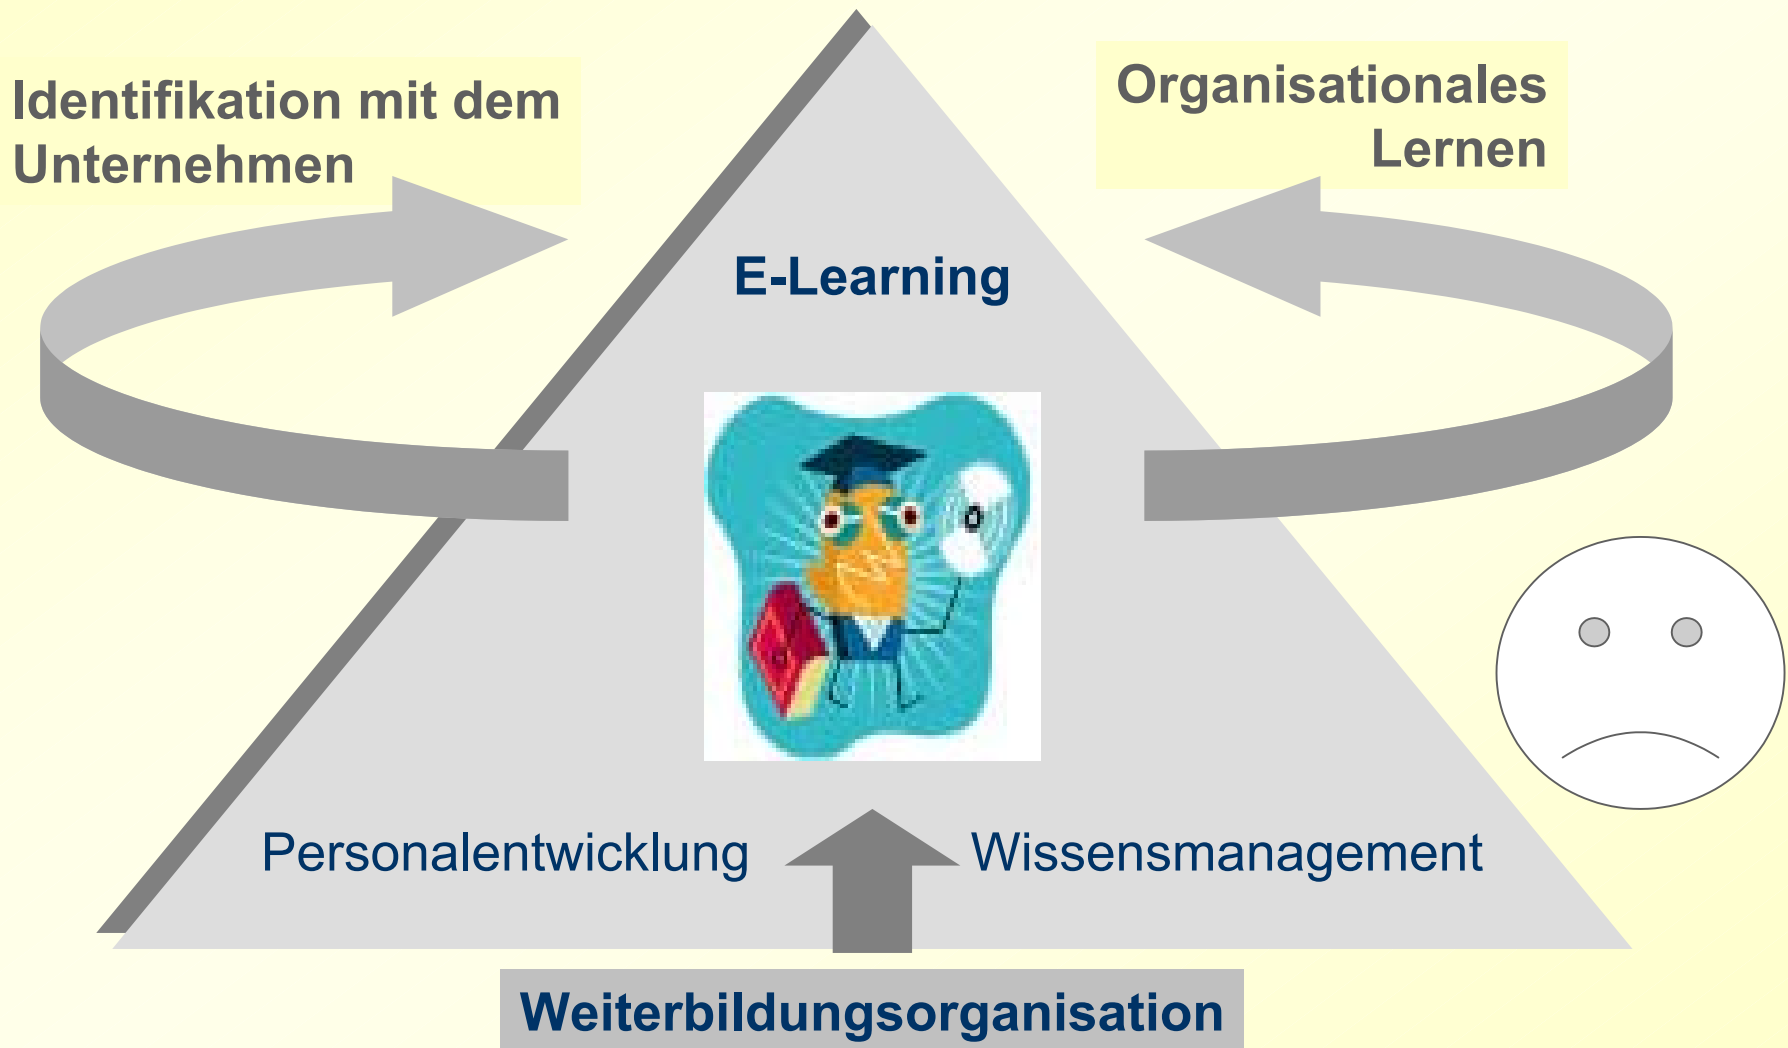 Identifikation mit dem
Unternehmen
Organisationales
Lernen
E-Learning
Personalentwicklung
Wissensmanagement
Weiterbildungsorganisation